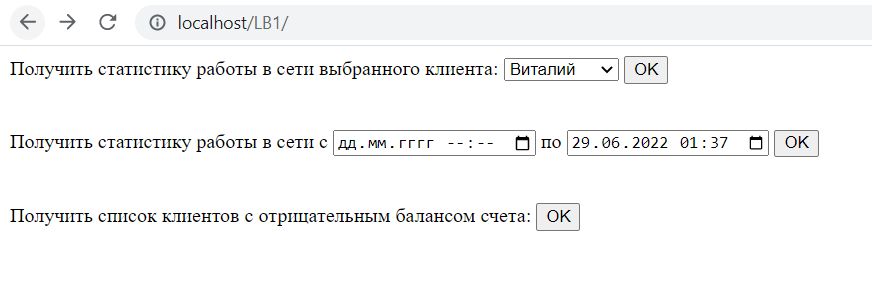 localhost/LB1/
Получить статистику работы в сети выбранного клиента: Виталий OK
Получить статистику работы в сети с дд.мм.гггг --:-- по 29.06.2022 01:37 OK
Получить список клиентов с отрицательным балансом счета: OK